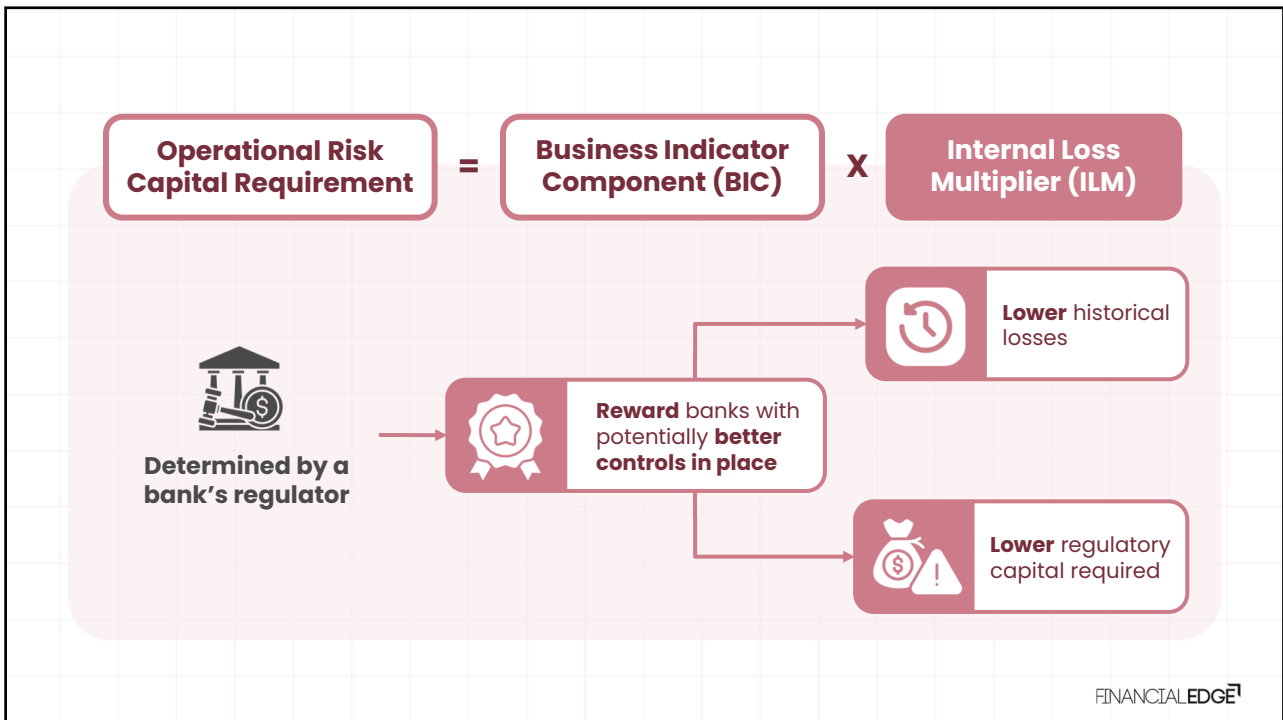 Operational Risk
Capital Requirement
=
Business Indicator
Component (BIC)
X
Internal Loss
Multiplier (ILM)
Lower historical
losses
Reward banks with
potentially better
controls in place
Determined by a
bank's regulator
$
Lower regulatory
capital required
$
!
FINANCIALEDGE